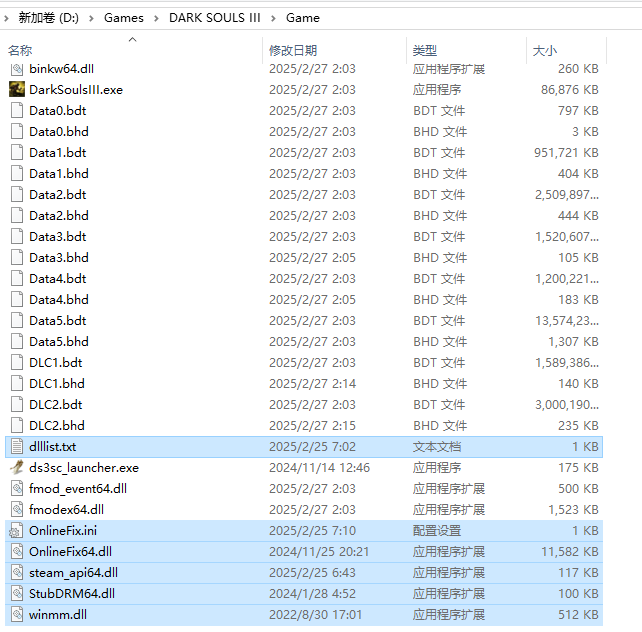 新加卷 (D:) > Games > DARK SOULS III > Game
名称 修改日期 类型 大小
binkw64.dll 2025/2/27 2:03 应用程序扩展 260 KB
DarkSoulsIII.exe 2025/2/27 2:03 应用程序 86,876 KB
Data0.bdt 2025/2/27 2:03 BDT 文件 797 KB
Data0.bhd 2025/2/27 2:03 BHD 文件 3 KB
Data1.bdt 2025/2/27 2:03 BDT 文件 951,721 KB
Data1.bhd 2025/2/27 2:03 BHD 文件 404 KB
Data2.bdt 2025/2/27 2:03 BDT 文件 2,509,897...
Data2.bhd 2025/2/27 2:03 BHD 文件 444 KB
Data3.bdt 2025/2/27 2:03 BDT 文件 1,520,607...
Data3.bhd 2025/2/27 2:05 BHD 文件 105 KB
Data4.bdt 2025/2/27 2:03 BDT 文件 1,200,221...
Data4.bhd 2025/2/27 2:05 BHD 文件 183 KB
Data5.bdt 2025/2/27 2:03 BDT 文件 13,574,23...
Data5.bhd 2025/2/27 2:03 BHD 文件 1,307 KB
DLC1.bdt 2025/2/27 2:03 BDT 文件 1,589,386...
DLC1.bhd 2025/2/27 2:14 BHD 文件 140 KB
DLC2.bdt 2025/2/27 2:03 BDT 文件 3,000,190...
DLC2.bhd 2025/2/27 2:15 BHD 文件 235 KB
dlllist.txt 2025/2/25 7:02 文本文档 1 KB
ds3sc_launcher.exe 2024/11/14 12:46 应用程序 175 KB
fmod_event64.dll 2025/2/27 2:03 应用程序扩展 500 KB
fmodex64.dll 2025/2/27 2:03 应用程序扩展 1,523 KB
OnlineFix.ini 2025/2/25 7:10 配置设置 1 KB
OnlineFix64.dll 2024/11/25 20:21 应用程序扩展 11,582 KB
steam_api64.dll 2025/2/25 6:43 应用程序扩展 117 KB
StubDRM64.dll 2024/1/28 4:52 应用程序扩展 100 KB
winmm.dll 2022/8/30 17:01 应用程序扩展 512 KB